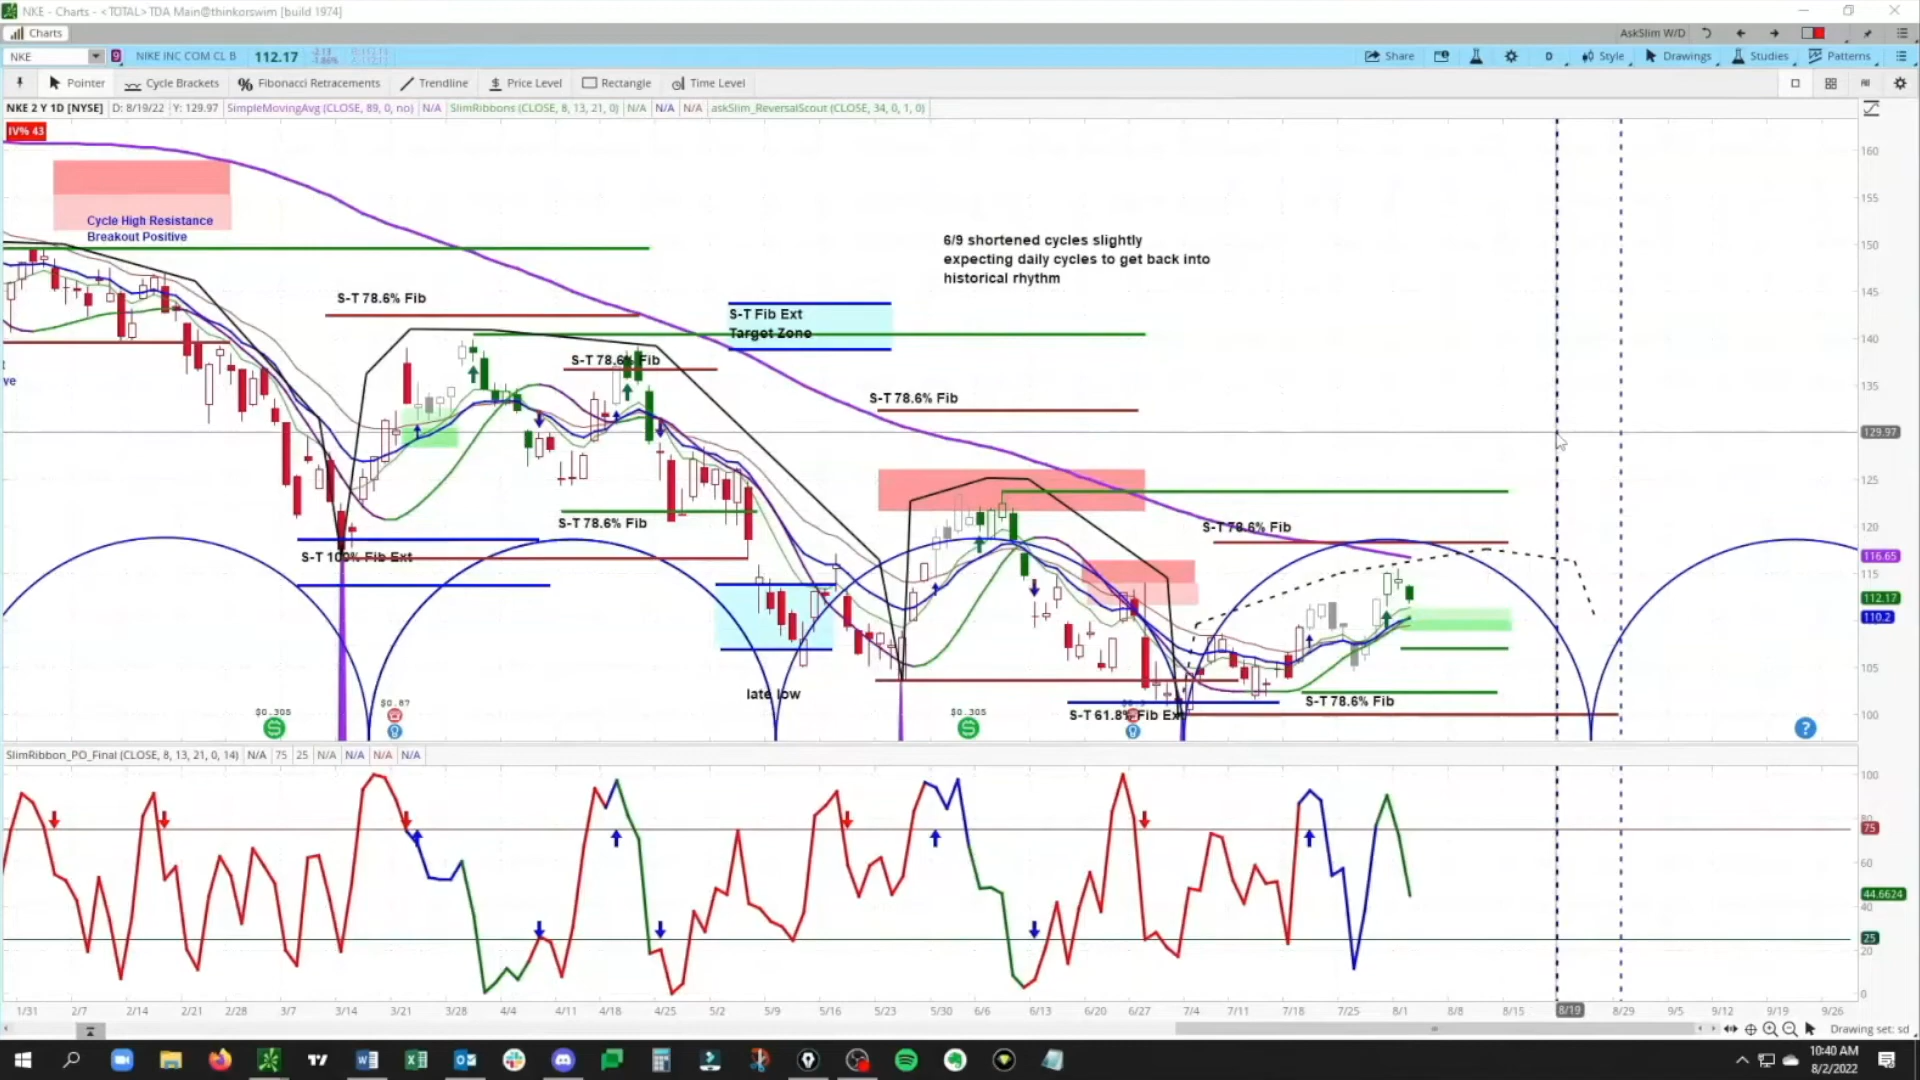 NKE - Charts - <TOTAL> TDA Main@thinkorswim [build 1974]
Charts
AskSlim W/D
NKE
9
NIKE INC COM CL B
112.17
Share
D
Style
Drawings
Studies
Patterns
Pointer
Cycle Brackets
Fibonacci Retracements
Trendline
Price Level
Rectangle
Time Level
NKE 2 Y 1D [NYSE]
D: 8/19/22
Y: 129.97
SimpleMovingAvg (CLOSE, 89, 0, no)
N/A
SlimRibbons (CLOSE, 8, 13, 21, 0)
N/A
N/A
N/A
askSlim_ReversalScout (CLOSE, 34, 0, 1, 0)
IV% 43
160
155
150
145
140
135
129.97
125
120
116.65
115
112.17
110.2
105
100
Cycle High Resistance
Breakout Positive
ve
6/9 shortened cycles slightly
expecting daily cycles to get back into
historical rhythm
S-T 78.6% Fib
S-T Fib Ext
Target Zone
S-T 78.6% Fib
S-T 78.6% Fib
S-T 78.6% Fib
S-T 78.6% Fib
S-T 100% Fib Ext
late low
S-T 78.6% Fib
S-T 61.8% Fib Ext
$0.305
$0.87
$0.305
SlimRibbon_PO_Final (CLOSE, 8, 13, 21, 0, 14)
N/A
75
25
N/A
N/A
N/A
N/A
100
80
75
60
44.6624
40
25
20
0
1/31
2/7
2/14
2/21
2/28
3/7
3/14
3/21
3/28
4/4
4/11
4/18
4/25
5/2
5/9
5/16
5/23
5/30
6/6
6/13
6/20
6/27
7/4
7/11
7/18
7/25
8/1
8/8
8/15
8/19
8/29
9/5
9/12
9/19
9/26
Drawing set: sd
10:40 AM
8/2/2022